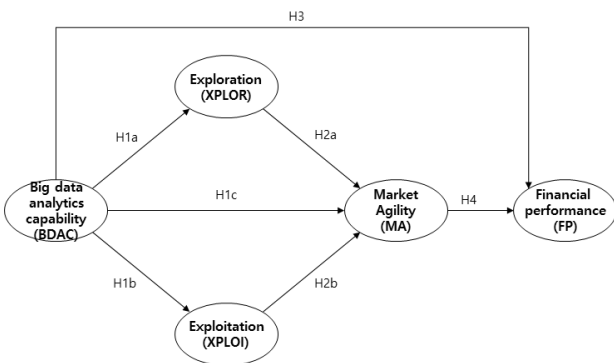 H3
Exploration
(XPLOR)
H1a
H2a
Big data
analytics
capability
(BDAC)
H1c
Market
Agility
(MA)
H4
Financial
performance
(FP)
H1b
H2b
Exploitation
(XPLOI)